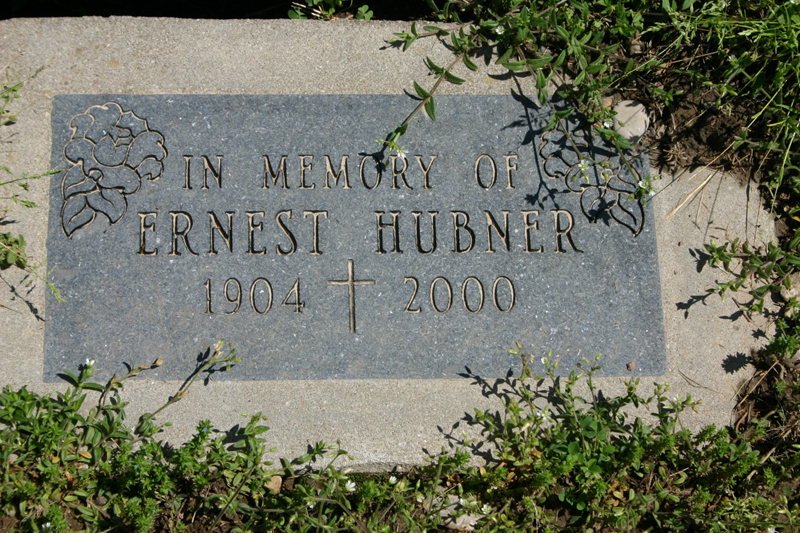 IN MEMORY OF
ERNEST HUBNER
1904 2000